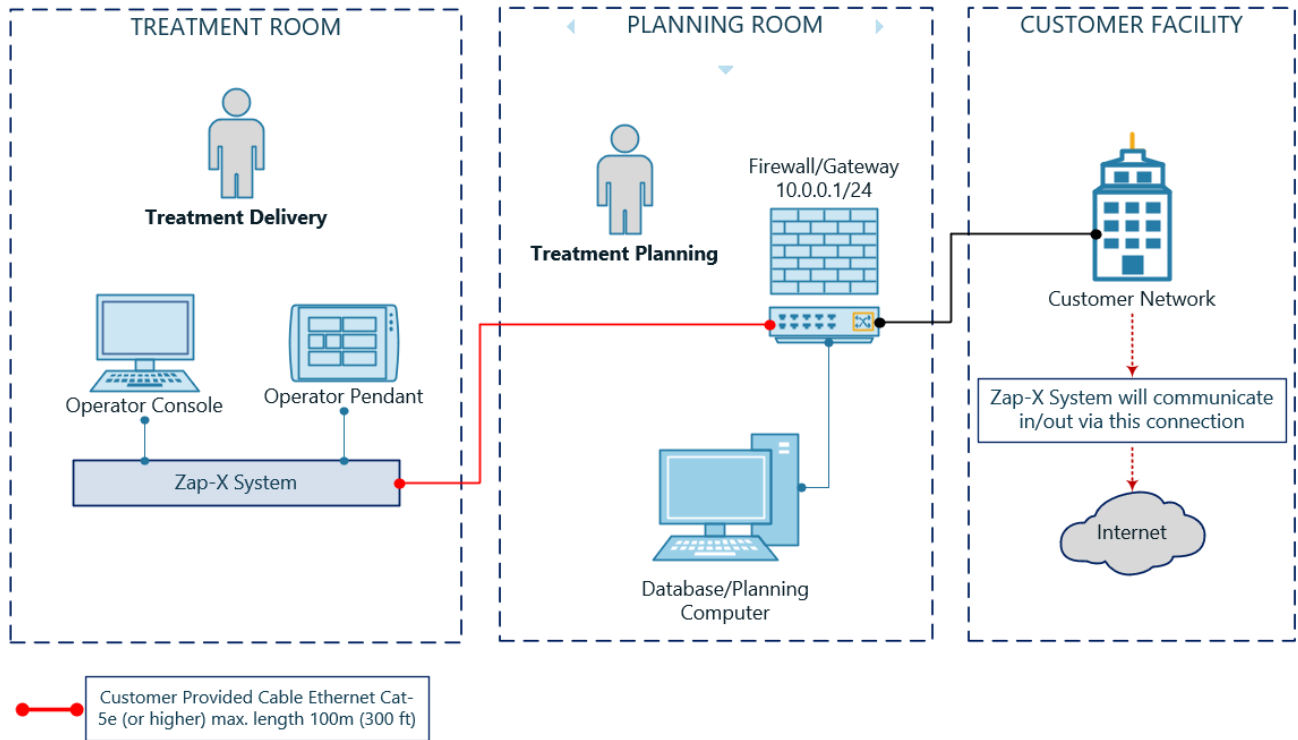 TREATMENT ROOM
PLANNING ROOM
CUSTOMER FACILITY
Treatment Delivery
Operator Console
Operator Pendant
Zap-X System
Treatment Planning
Firewall/Gateway
10.0.0.1/24
Database/Planning
Computer
Customer Network
Zap-X System will communicate
in/out via this connection
Internet
Customer Provided Cable Ethernet Cat-
5e (or higher) max. length 100m (300 ft)